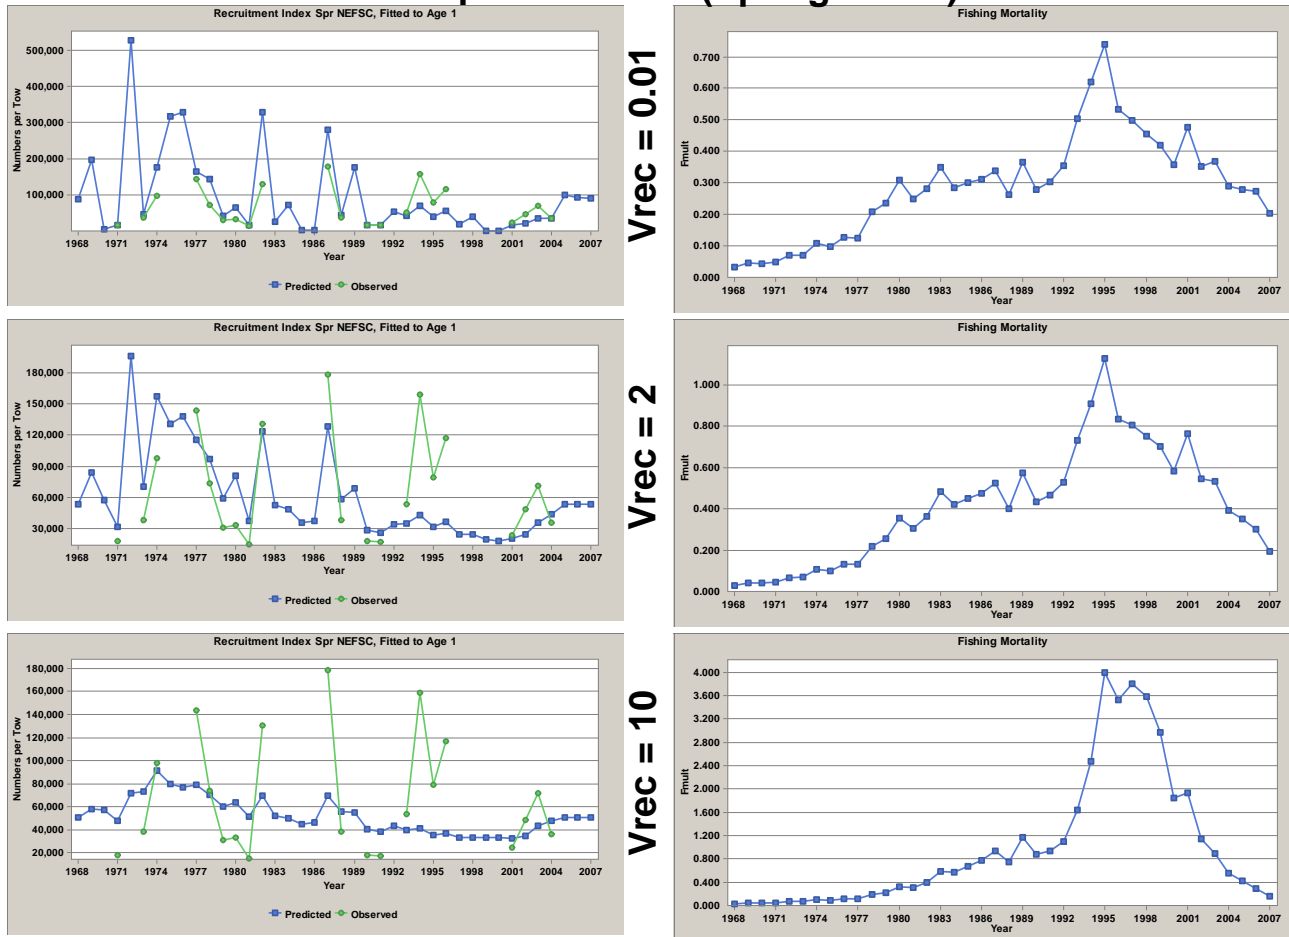 Recruitment Index Spr NEFSC, Fitted to Age 1
Numbers per Tow
500,000
400,000
300,000
200,000
100,000
1968 1971 1974 1977 1980 1983 1986 1989 1992 1995 1998 2001 2004 2007
Year
Predicted Observed
Vrec = 0.01
Fishing Mortality
Fmult
0.700
0.600
0.500
0.400
0.300
0.200
0.100
0.000
1968 1971 1974 1977 1980 1983 1986 1989 1992 1995 1998 2001 2004 2007
Year
Recruitment Index Spr NEFSC, Fitted to Age 1
Numbers per Tow
180,000
150,000
120,000
90,000
60,000
30,000
1968 1971 1974 1977 1980 1983 1986 1989 1992 1995 1998 2001 2004 2007
Year
Predicted Observed
Vrec = 2
Fishing Mortality
Fmult
1.000
0.800
0.600
0.400
0.200
0.000
1968 1971 1974 1977 1980 1983 1986 1989 1992 1995 1998 2001 2004 2007
Year
Recruitment Index Spr NEFSC, Fitted to Age 1
Numbers per Tow
180,000
160,000
140,000
120,000
100,000
80,000
60,000
40,000
20,000
1968 1971 1974 1977 1980 1983 1986 1989 1992 1995 1998 2001 2004 2007
Year
Predicted Observed
Vrec = 10
Fishing Mortality
Fmult
4.000
3.600
3.200
2.800
2.400
2.000
1.600
1.200
0.800
0.400
0.000
1968 1971 1974 1977 1980 1983 1986 1989 1992 1995 1998 2001 2004 2007
Year